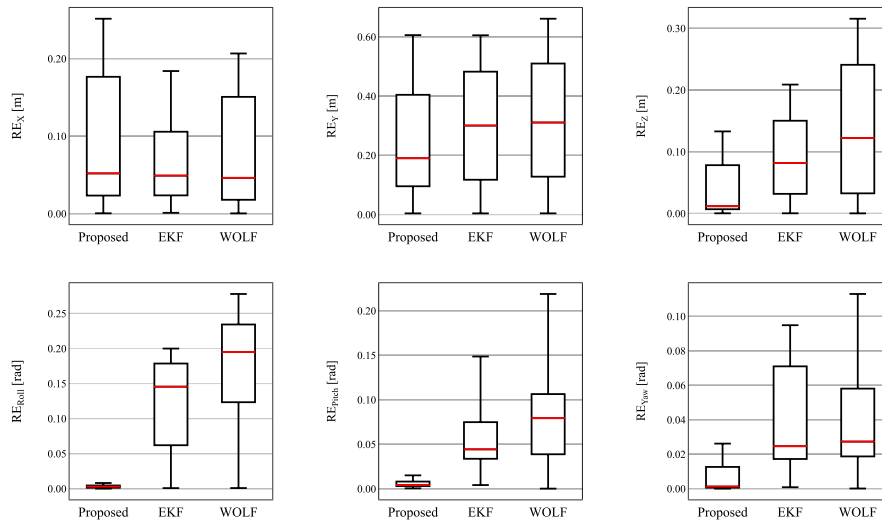 RE_X [m]
0.20
0.10
0.00
Proposed EKF WOLF
RE_Y [m]
0.60
0.40
0.20
0.00
Proposed EKF WOLF
RE_Z [m]
0.30
0.20
0.10
0.00
Proposed EKF WOLF
RE_Roll [rad]
0.25
0.20
0.15
0.10
0.05
0.00
Proposed EKF WOLF
RE_Pitch [rad]
0.20
0.15
0.10
0.05
0.00
Proposed EKF WOLF
RE_Yaw [rad]
0.10
0.08
0.06
0.04
0.02
0.00
Proposed EKF WOLF